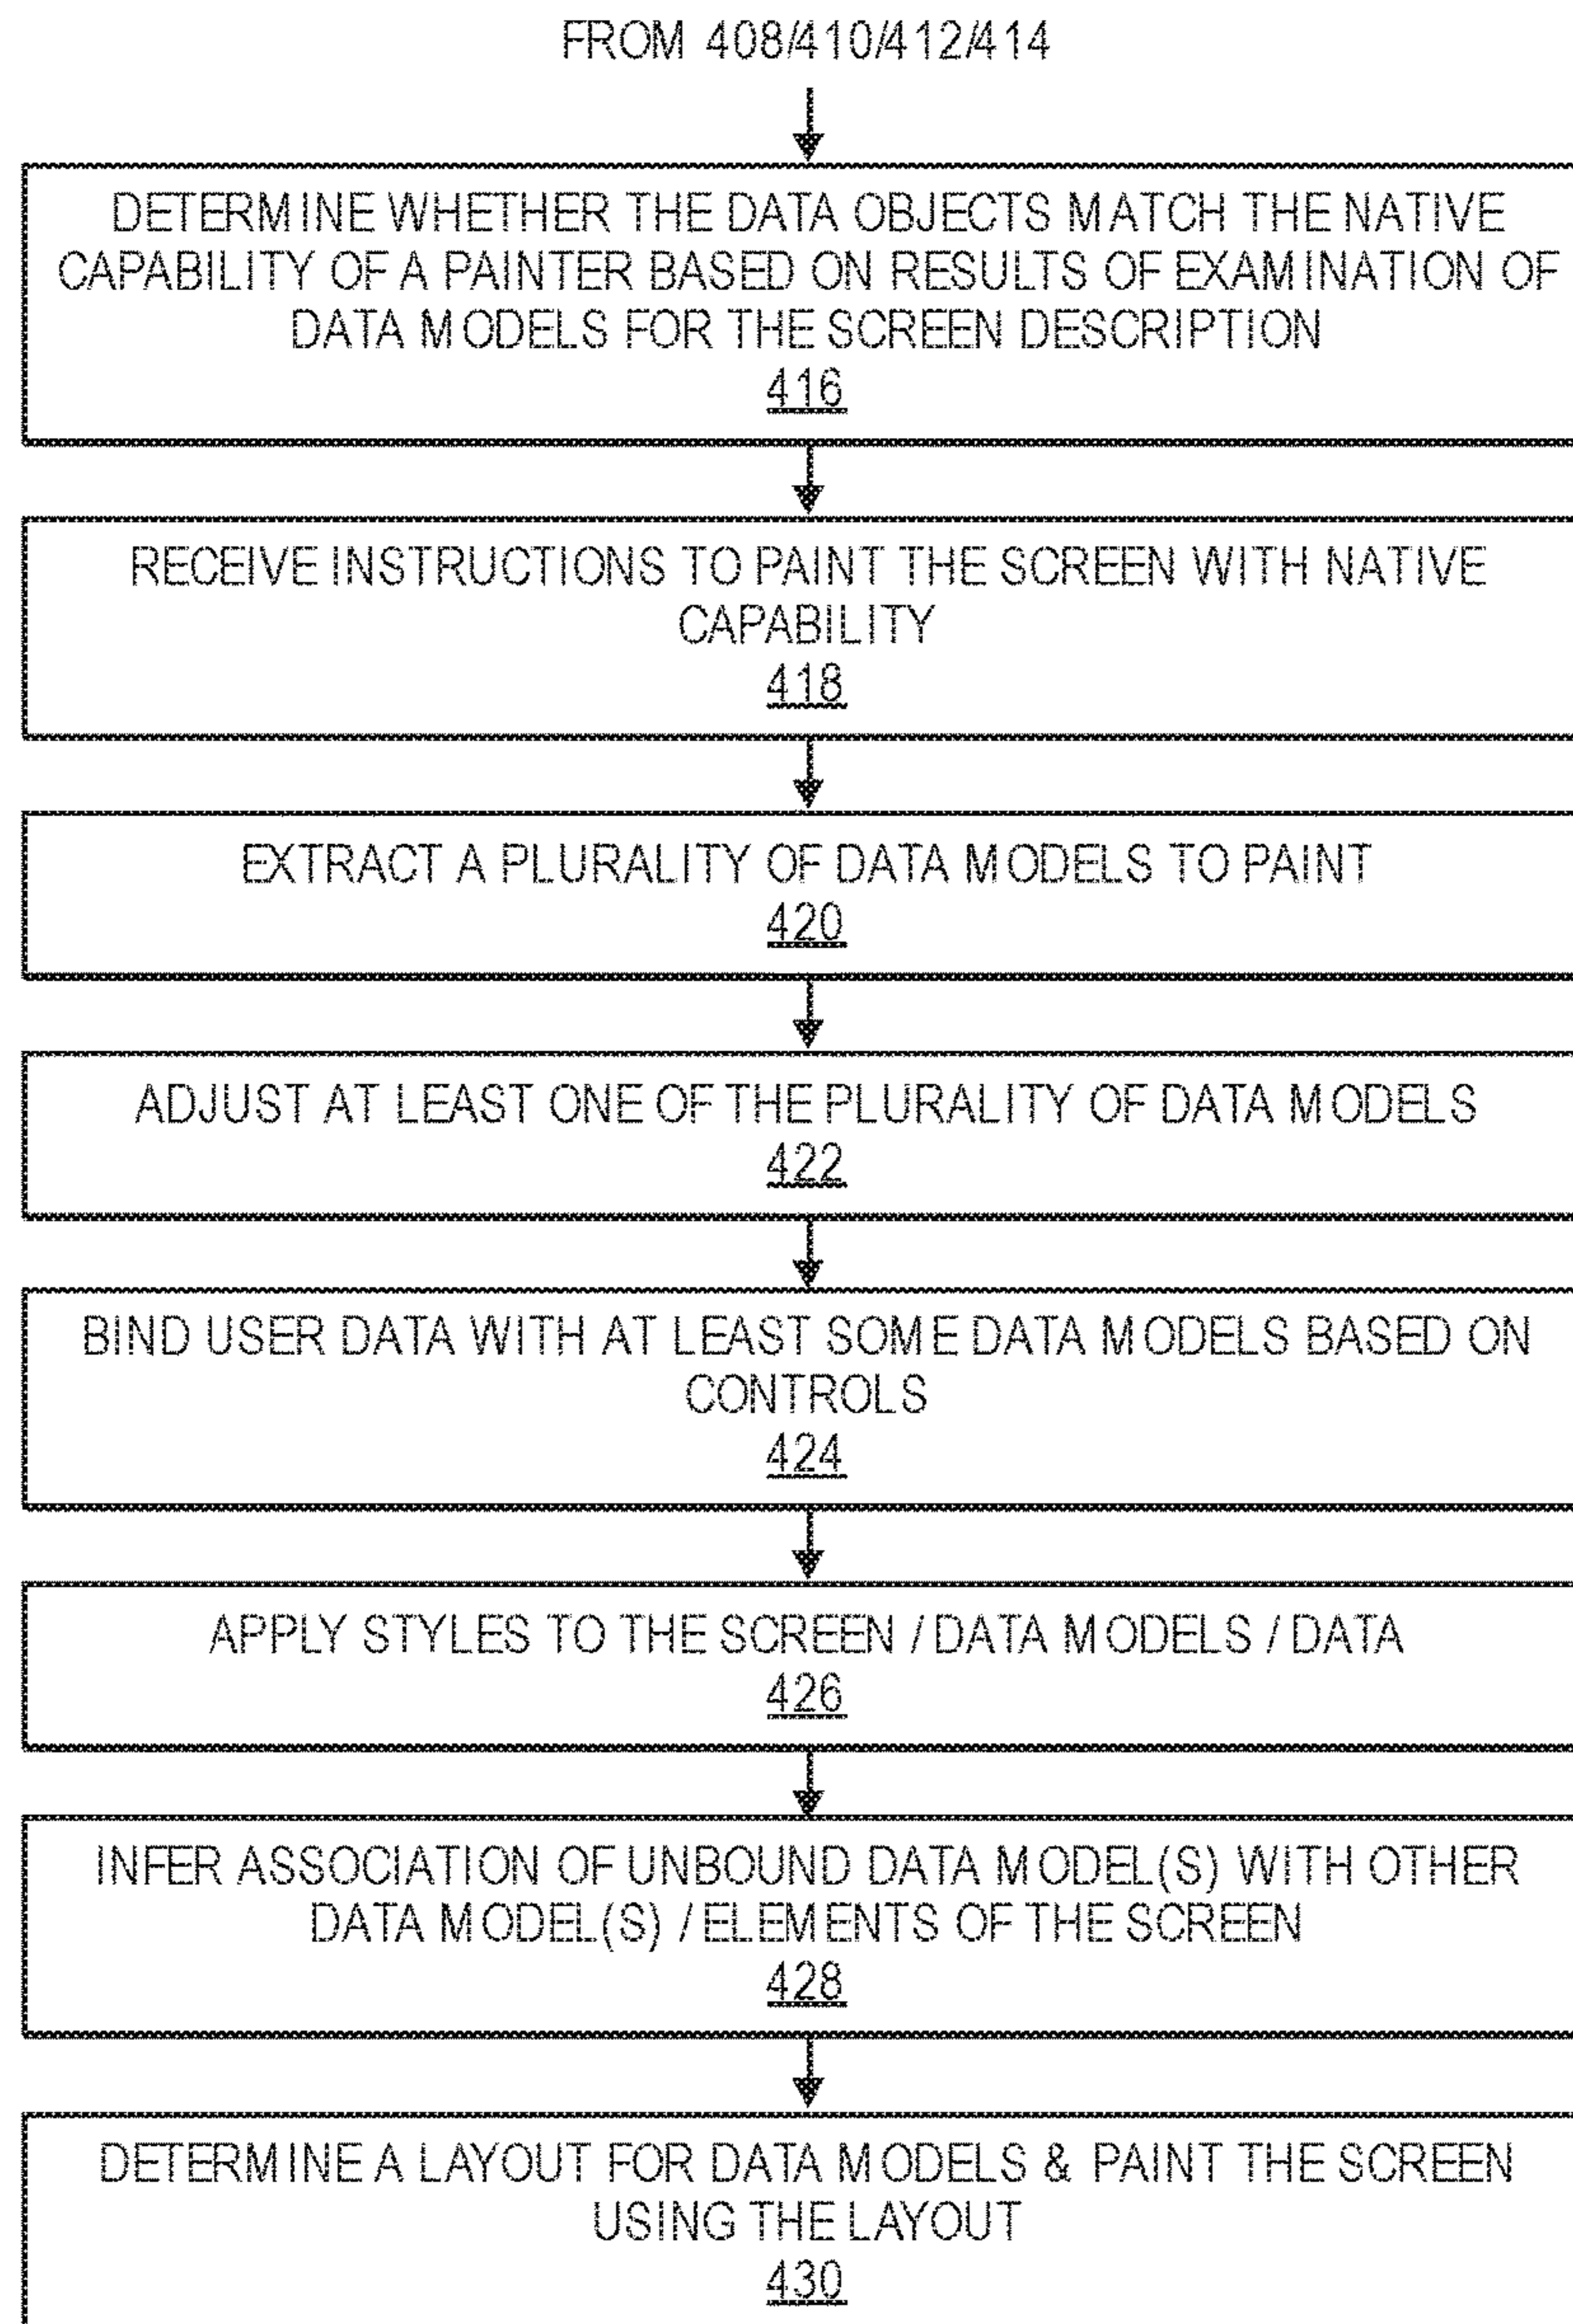 FROM 408/410/412/414
DETERMINE WHETHER THE DATA OBJECTS MATCH THE NATIVE
CAPABILITY OF A PAINTER BASED ON RESULTS OF EXAMINATION OF
DATA MODELS FOR THE SCREEN DESCRIPTION
416
RECEIVE INSTRUCTIONS TO PAINT THE SCREEN WITH NATIVE
CAPABILITY
418
EXTRACT A PLURALITY OF DATA MODELS TO PAINT
420
ADJUST AT LEAST ONE OF THE PLURALITY OF DATA MODELS
422
BIND USER DATA WITH AT LEAST SOME DATA MODELS BASED ON
CONTROLS
424
APPLY STYLES TO THE SCREEN / DATA MODELS / DATA
426
INFER ASSOCIATION OF UNBOUND DATA MODEL(S) WITH OTHER
DATA MODEL(S) / ELEMENTS OF THE SCREEN
428
DETERMINE A LAYOUT FOR DATA MODELS & PAINT THE SCREEN
USING THE LAYOUT
430